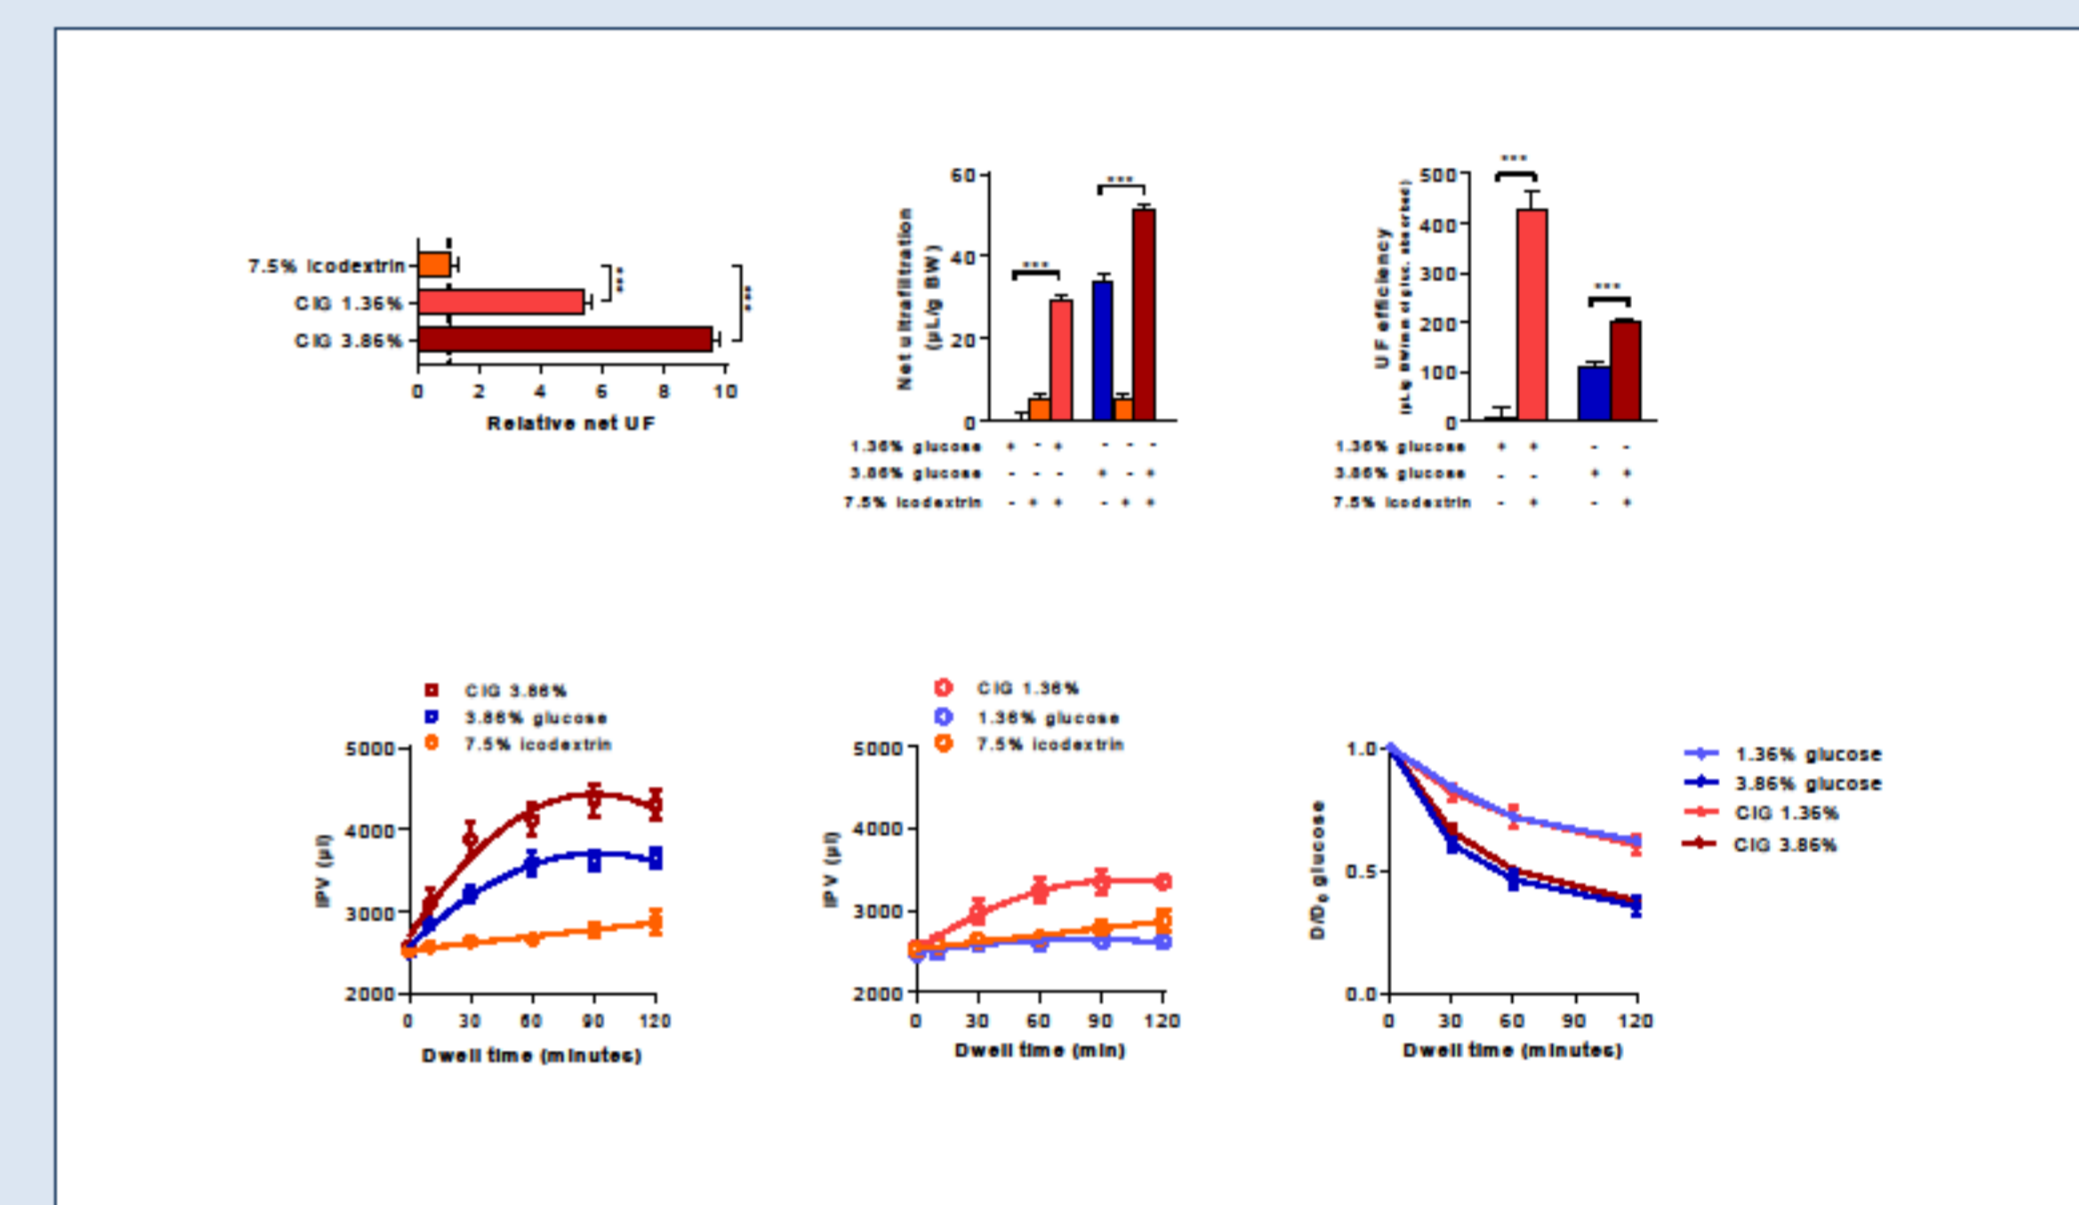 7.5% icodextrin
CIG 1.36%
CIG 3.86%
***
***
0 2 4 6 8 10
Relative net UF
Net ultrafiltration
(µL/g BW)
60
40
20
0
***
***
1.36% glucose + - + - - -
3.86% glucose - - - + - +
7.5% icodextrin - + + - + +
UF efficiency
500
400
300
200
100
0
***
***
1.36% glucose + + - -
3.86% glucose - - + +
7.5% icodextrin - + - +
CIG 3.86%
3.86% glucose
7.5% icodextrin
IPV (µl)
5000
4000
3000
2000
0 30 60 90 120
Dwell time (minutes)
CIG 1.36%
1.36% glucose
7.5% icodextrin
IPV (µl)
5000
4000
3000
2000
0 30 60 90 120
Dwell time (min)
D/D0 glucose
1.0
0.5
0.0
0 30 60 90 120
Dwell time (minutes)
1.36% glucose
3.86% glucose
CIG 1.36%
CIG 3.86%